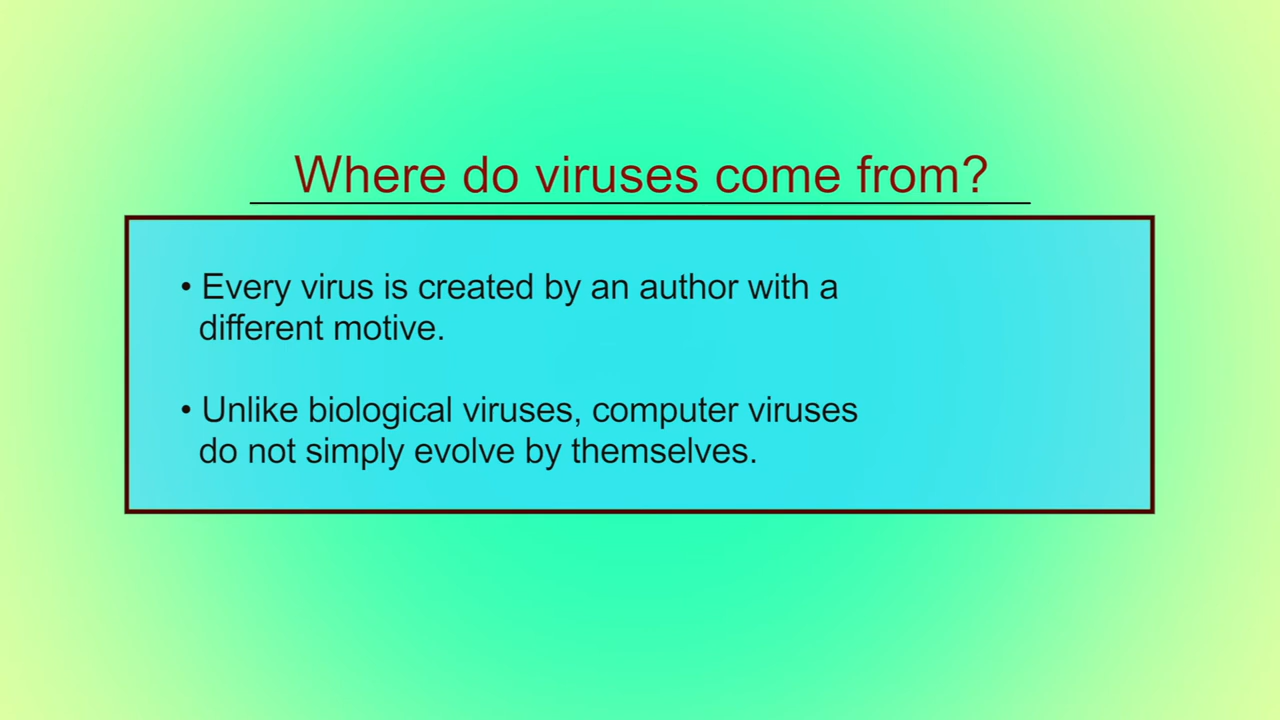 Where do viruses come from?
• Every virus is created by an author with a
different motive.
• Unlike biological viruses, computer viruses
do not simply evolve by themselves.